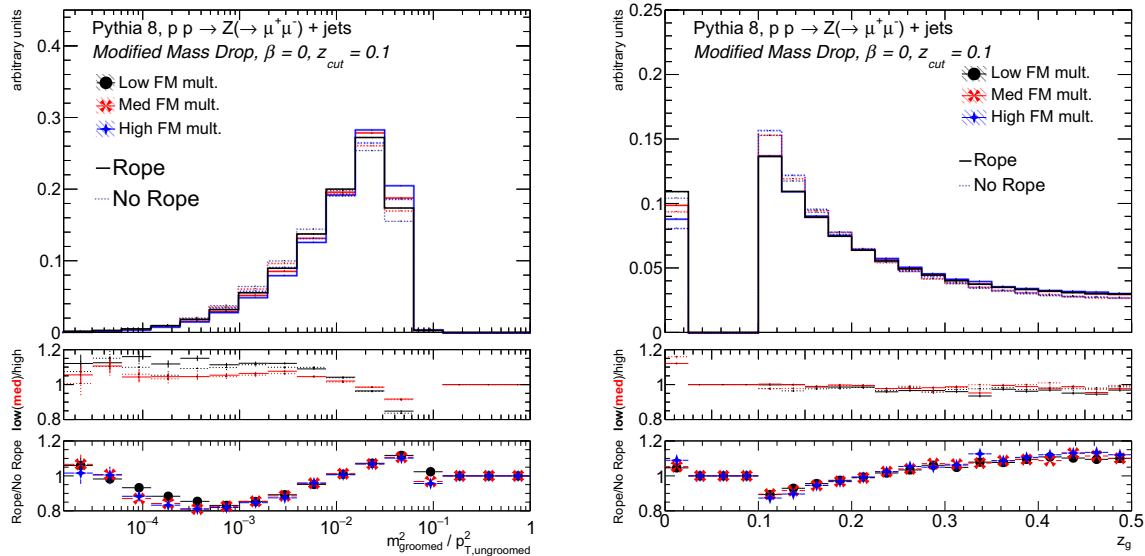 Pythia 8, p p → Z(→ μ⁺μ⁻) + jets
Modified Mass Drop, β = 0, z_cut = 0.1
Low FM mult.
Med FM mult.
High FM mult.
Rope
No Rope
arbitrary units
0.4
0.3
0.2
0.1
0
low(med)/high
1.2
1
0.8
Rope/No Rope
1.2
1
0.8
10⁻⁴
10⁻³
10⁻²
10⁻¹
1
m²_groomed / p²_T,ungroomed
Pythia 8, p p → Z(→ μ⁺μ⁻) + jets
Modified Mass Drop, β = 0, z_cut = 0.1
Low FM mult.
Med FM mult.
High FM mult.
Rope
No Rope
arbitrary units
0.25
0.20
0.15
0.10
0.05
0
low(med)/high
1.2
1
0.8
Rope/No Rope
1.2
1
0.8
0
0.1
0.2
0.3
0.4
0.5
z_g